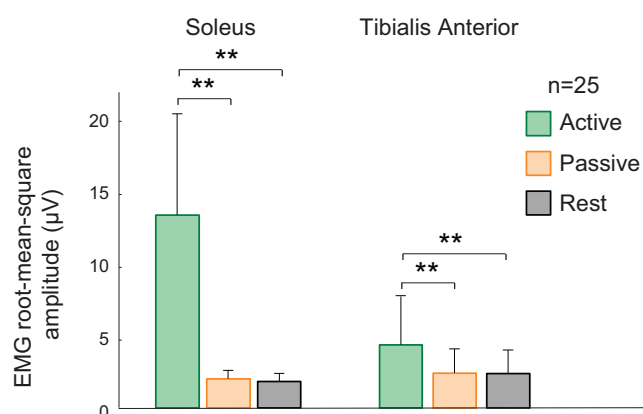 Soleus
Tibialis Anterior
**
**
n=25
Active
Passive
Rest
EMG root-mean-square
amplitude (µV)
20
15
10
5
0
**
**